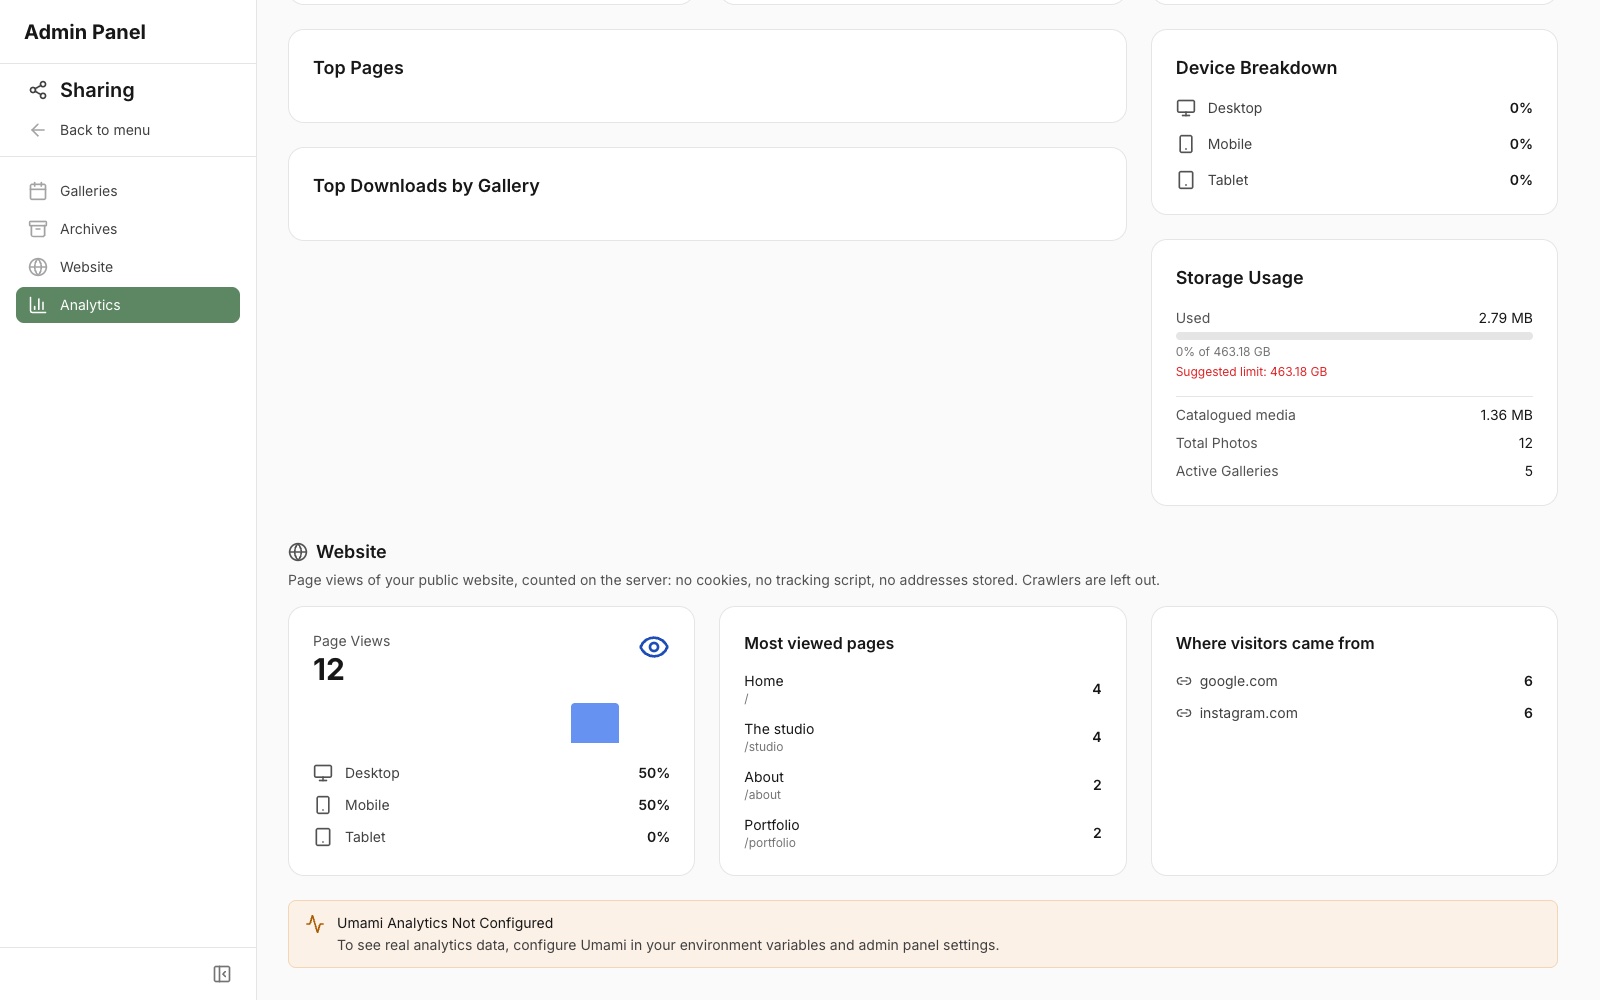 Admin Panel
Sharing
Back to menu
Galleries
Archives
Website
Analytics
Top Pages
Top Downloads by Gallery
Device Breakdown
Desktop 0%
Mobile 0%
Tablet 0%
Storage Usage
Used 2.79 MB
0% of 463.18 GB
Suggested limit: 463.18 GB
Catalogued media 1.36 MB
Total Photos 12
Active Galleries 5
Website
Page views of your public website, counted on the server: no cookies, no tracking script, no addresses stored. Crawlers are left out.
Page Views
12
Desktop 50%
Mobile 50%
Tablet 0%
Most viewed pages
Home 4
/
The studio 4
/studio
About 2
/about
Portfolio 2
/portfolio
Where visitors came from
google.com 6
instagram.com 6
Umami Analytics Not Configured
To see real analytics data, configure Umami in your environment variables and admin panel settings.